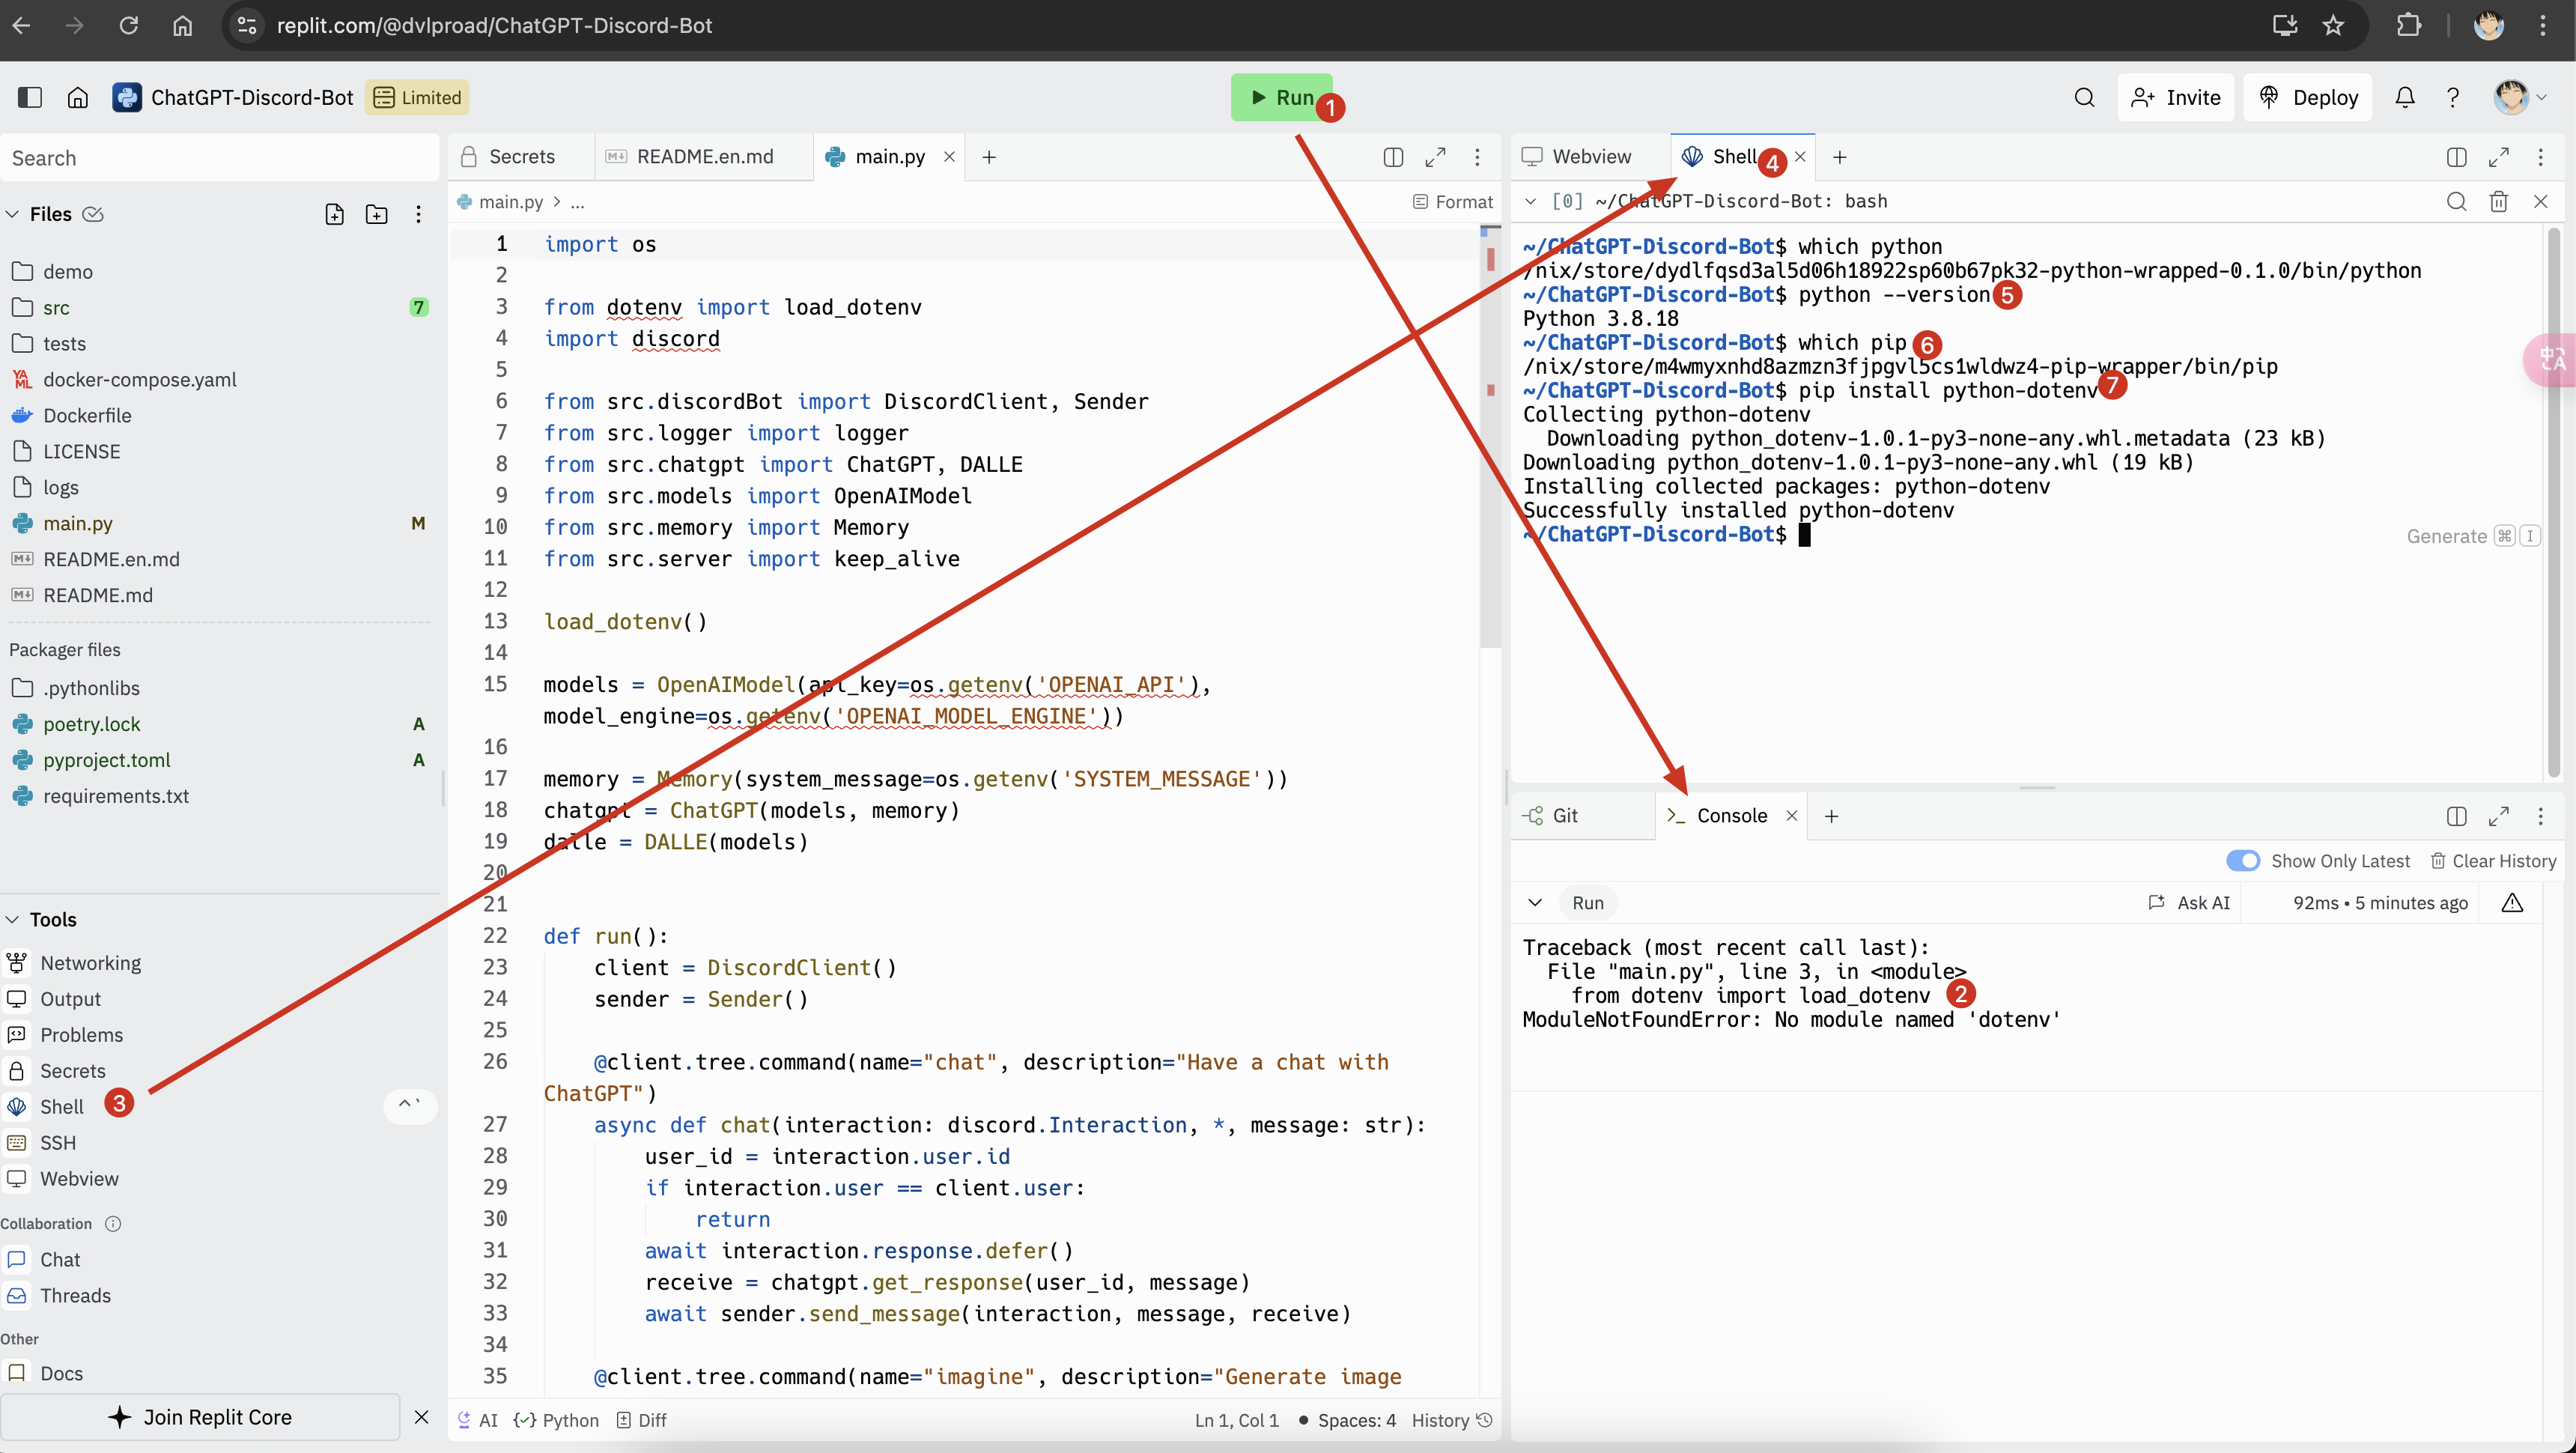 replit.com/@dvlproad/ChatGPT-Discord-Bot
ChatGPT-Discord-Bot
Limited
Run
1
Invite
Deploy
Search
Files
demo
src
7
tests
docker-compose.yaml
Dockerfile
LICENSE
logs
main.py
M
README.en.md
README.md
Packager files
.pythonlibs
poetry.lock
A
pyproject.toml
A
requirements.txt
Tools
Networking
Output
Problems
Secrets
Shell
3
^ `
SSH
Webview
Collaboration
Chat
Threads
Other
Docs
Join Replit Core
Secrets
README.en.md
main.py
main.py > ...
Format
1 import os
2
3 from dotenv import load_dotenv
4 import discord
5
6 from src.discordBot import DiscordClient, Sender
7 from src.logger import logger
8 from src.chatgpt import ChatGPT, DALLE
9 from src.models import OpenAIModel
10 from src.memory import Memory
11 from src.server import keep_alive
12
13 load_dotenv()
14
15 models = OpenAIModel(api_key=os.getenv('OPENAI_API'),
model_engine=os.getenv('OPENAI_MODEL_ENGINE'))
16
17 memory = Memory(system_message=os.getenv('SYSTEM_MESSAGE'))
18 chatgpt = ChatGPT(models, memory)
19 dalle = DALLE(models)
20
21
22 def run():
23 client = DiscordClient()
24 sender = Sender()
25
26 @client.tree.command(name="chat", description="Have a chat with
ChatGPT")
27 async def chat(interaction: discord.Interaction, *, message: str):
28 user_id = interaction.user.id
29 if interaction.user == client.user:
30 return
31 await interaction.response.defer()
32 receive = chatgpt.get_response(user_id, message)
33 await sender.send_message(interaction, message, receive)
34
35 @client.tree.command(name="imagine", description="Generate image
AI
Python
Diff
Ln 1, Col 1
Spaces: 4
History
Webview
Shell
4
[0] ~/ChatGPT-Discord-Bot: bash
~/ChatGPT-Discord-Bot$ which python
/nix/store/dydlfqsd3al5d06h18922sp60b67pk32-python-wrapped-0.1.0/bin/python
~/ChatGPT-Discord-Bot$ python --version
5
Python 3.8.18
~/ChatGPT-Discord-Bot$ which pip
6
/nix/store/m4wmyxnhd8azmzn3fjpgvl5cs1wldwz4-pip-wrapper/bin/pip
~/ChatGPT-Discord-Bot$ pip install python-dotenv
7
Collecting python-dotenv
Downloading python_dotenv-1.0.1-py3-none-any.whl.metadata (23 kB)
Downloading python_dotenv-1.0.1-py3-none-any.whl (19 kB)
Installing collected packages: python-dotenv
Successfully installed python-dotenv
~/ChatGPT-Discord-Bot$
Generate ⌘ I
中A
Git
Console
Show Only Latest
Clear History
Run
Ask AI
92ms • 5 minutes ago
Traceback (most recent call last):
File "main.py", line 3, in <module>
from dotenv import load_dotenv
2
ModuleNotFoundError: No module named 'dotenv'